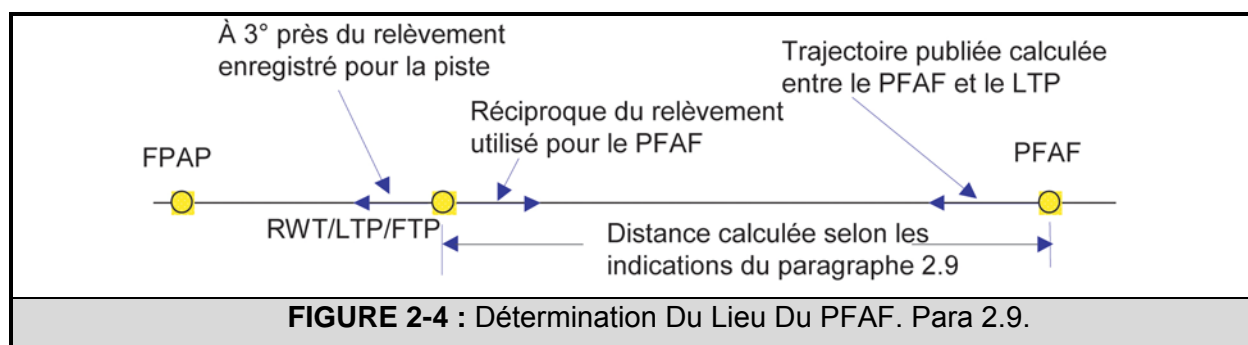 À 3° près du relèvement
enregistré pour la piste
Trajectoire publiée calculée
entre le PFAF et le LTP
Réciproque du relèvement
utilisé pour le PFAF
FPAP
PFAF
RWT/LTP/FTP
Distance calculée selon les
indications du paragraphe 2.9
FIGURE 2-4 : Détermination Du Lieu Du PFAF. Para 2.9.